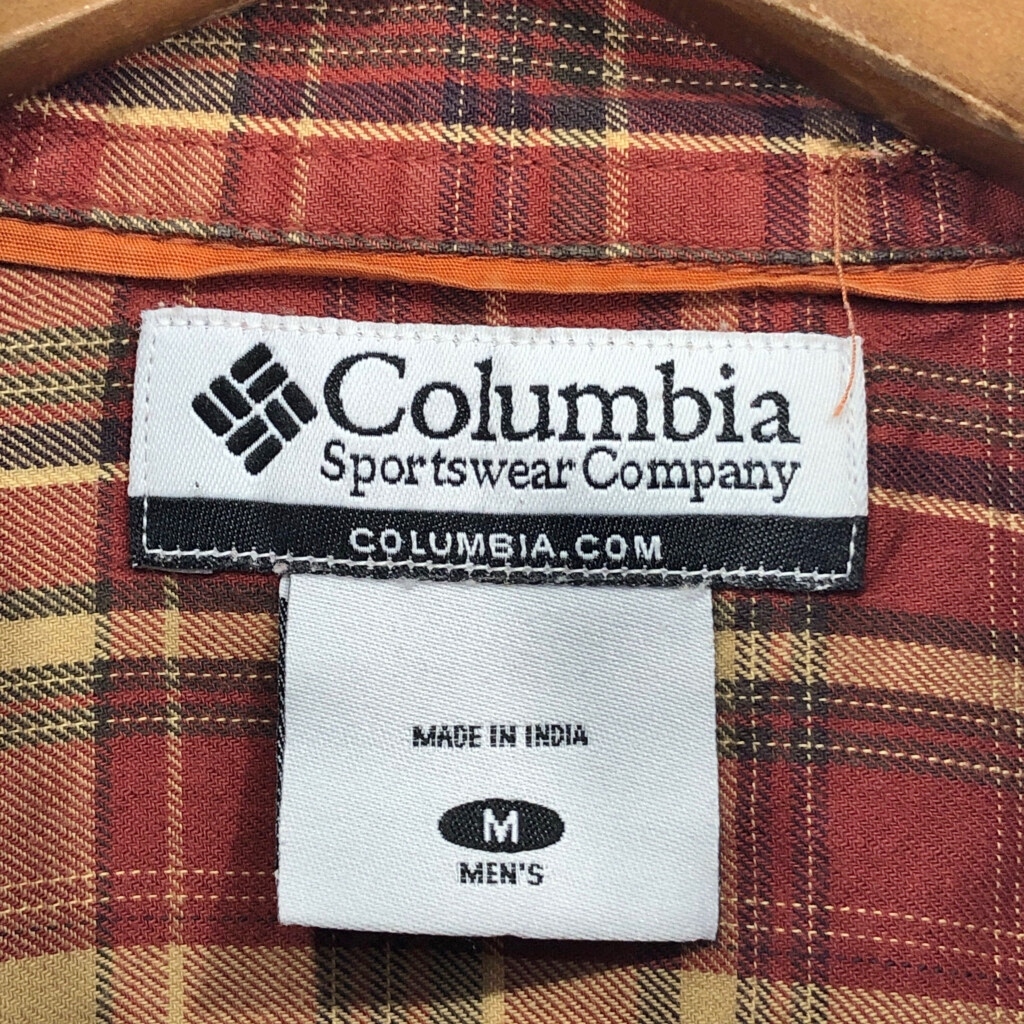 Columbia
Sportswear Company
COLUMBIA.COM
MADE IN INDIA
M
MEN'S